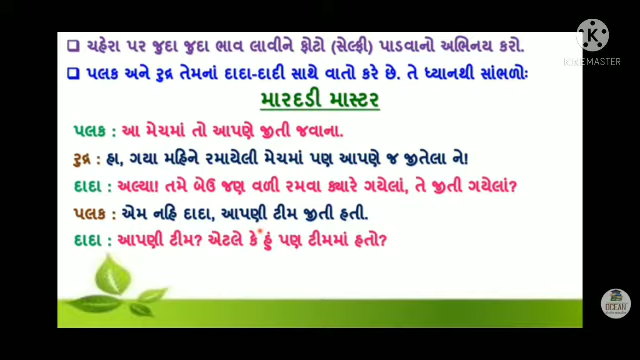 ચહેરા પર જુદા જુદા ભાવ લાવીને ફોટો (સેલ્ફી) પાડવાનો અભિનય કરો.
પલક અને રુદ્ર તેમનાં દાદા-દાદી સાથે વાતો કરે છે. તે ધ્યાનથી સાંભળોઃ
મારદડી માસ્ટર
પલક : આ મેચમાં તો આપણે જીતી જવાના.
રુદ્ર : હા, ગયા મહિને રમાયેલી મેચમાં પણ આપણે જ જીતેલા ને!
દાદા : અલ્યા! તમે બેઉ જણ વળી રમવા ક્યારે ગયેલાં, તે જીતી ગયેલાં?
પલક : એમ નહિ દાદા, આપણી ટીમ જીતી હતી.
દાદા : આપણી ટીમ? એટલે કે હું પણ ટીમમાં હતો?
KINEMASTER
OCEAN